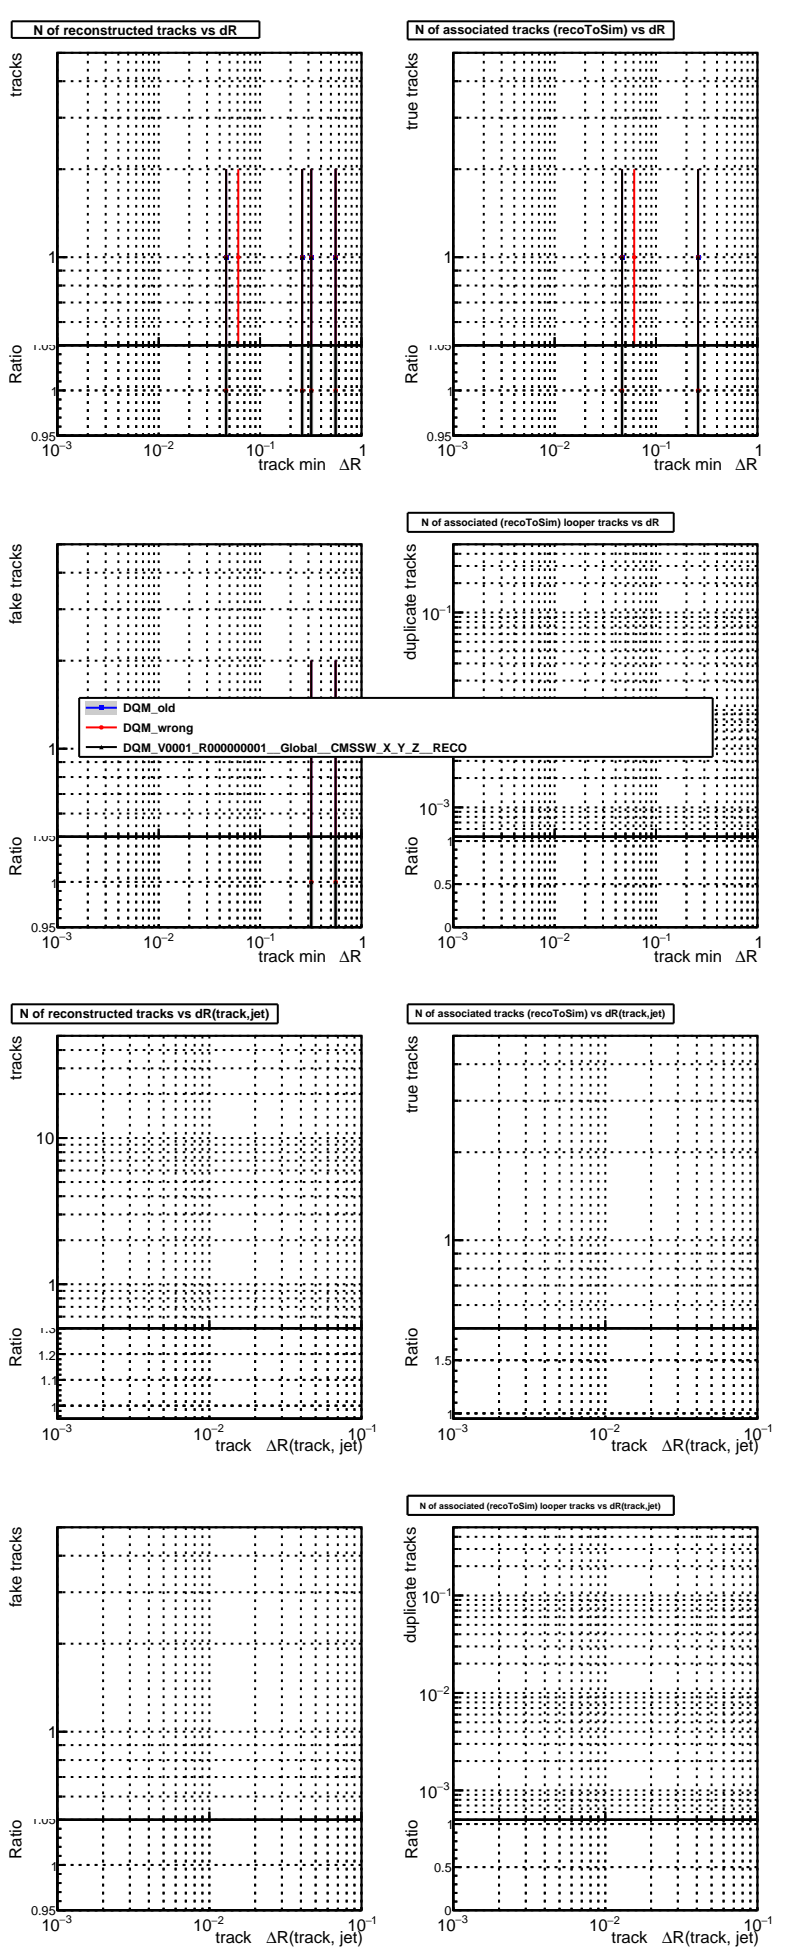 N of reconstructed tracks vs dR
tracks
1
1.05
Ratio
1
0.95
10−3
10−2
10−1
1
track min ΔR
N of associated tracks (recoToSim) vs dR
true tracks
1
1.05
Ratio
1
0.95
10−3
10−2
10−1
1
track min ΔR
fake tracks
1
1.05
Ratio
1
0.95
10−3
10−2
10−1
1
track min ΔR
N of associated (recoToSim) looper tracks vs dR
duplicate tracks
10−1
10−3
Ratio
1
0.5
0
10−3
10−2
10−1
1
track min ΔR
DQM_old
DQM_wrong
DQM_V0001_R000000001__Global__CMSSW_X_Y_Z__RECO
N of reconstructed tracks vs dR(track,jet)
tracks
10
1
1.3
Ratio
1.2
1.1
1
10−3
10−2
10−1
track ΔR(track, jet)
N of associated tracks (recoToSim) vs dR(track,jet)
true tracks
1
Ratio
1.5
1
10−3
10−2
10−1
track ΔR(track, jet)
fake tracks
1
1.05
Ratio
1
0.95
10−3
10−2
10−1
track ΔR(track, jet)
N of associated (recoToSim) looper tracks vs dR(track,jet)
duplicate tracks
10−1
10−2
10−3
Ratio
1
0.5
0
10−3
10−2
10−1
track ΔR(track, jet)